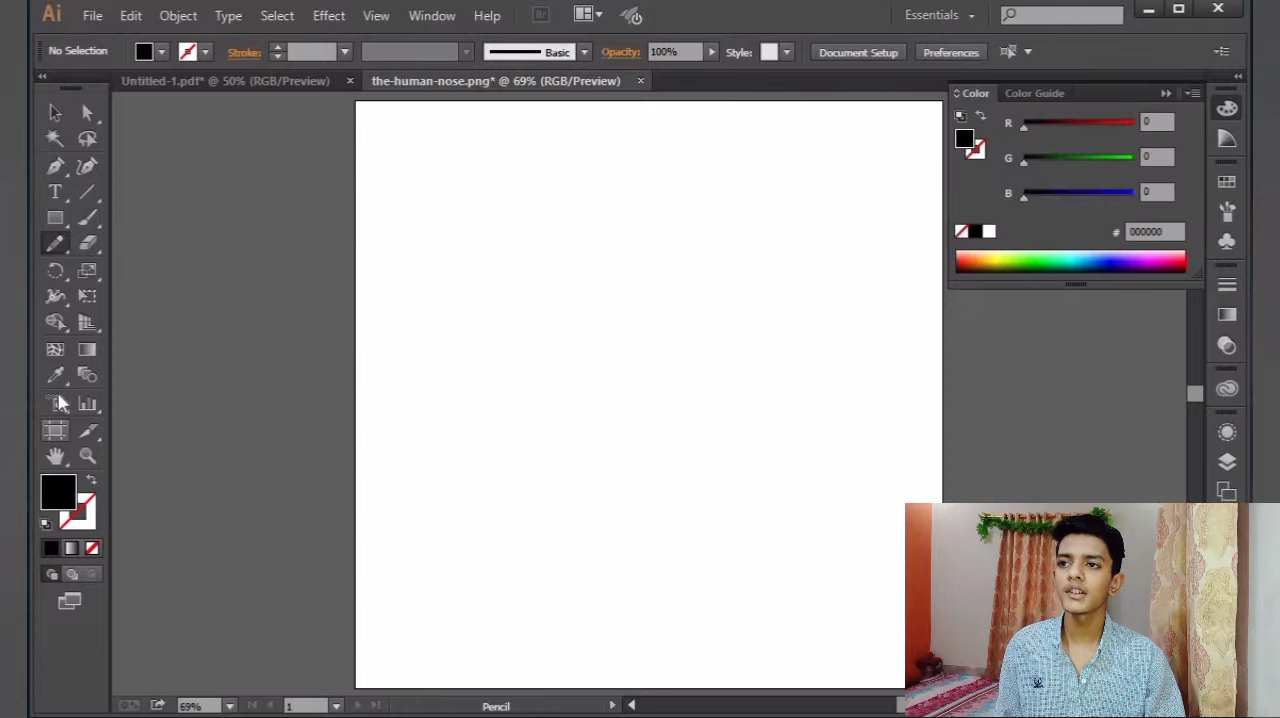 Ai File Edit Object Type Select Effect View Window Help Br Essentials
No Selection Stroke: Basic Opacity: 100% Style: Document Setup Preferences
Untitled-1.pdf* @ 50% (RGB/Preview) × the-human-nose.png* @ 69% (RGB/Preview) ×
Color Color Guide
R 0
G 0
B 0
# 000000
T
69% 1 Pencil